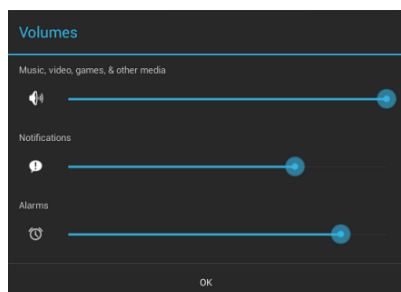 Volumes
Music, video, games, & other media
Notifications
Alarms
OK